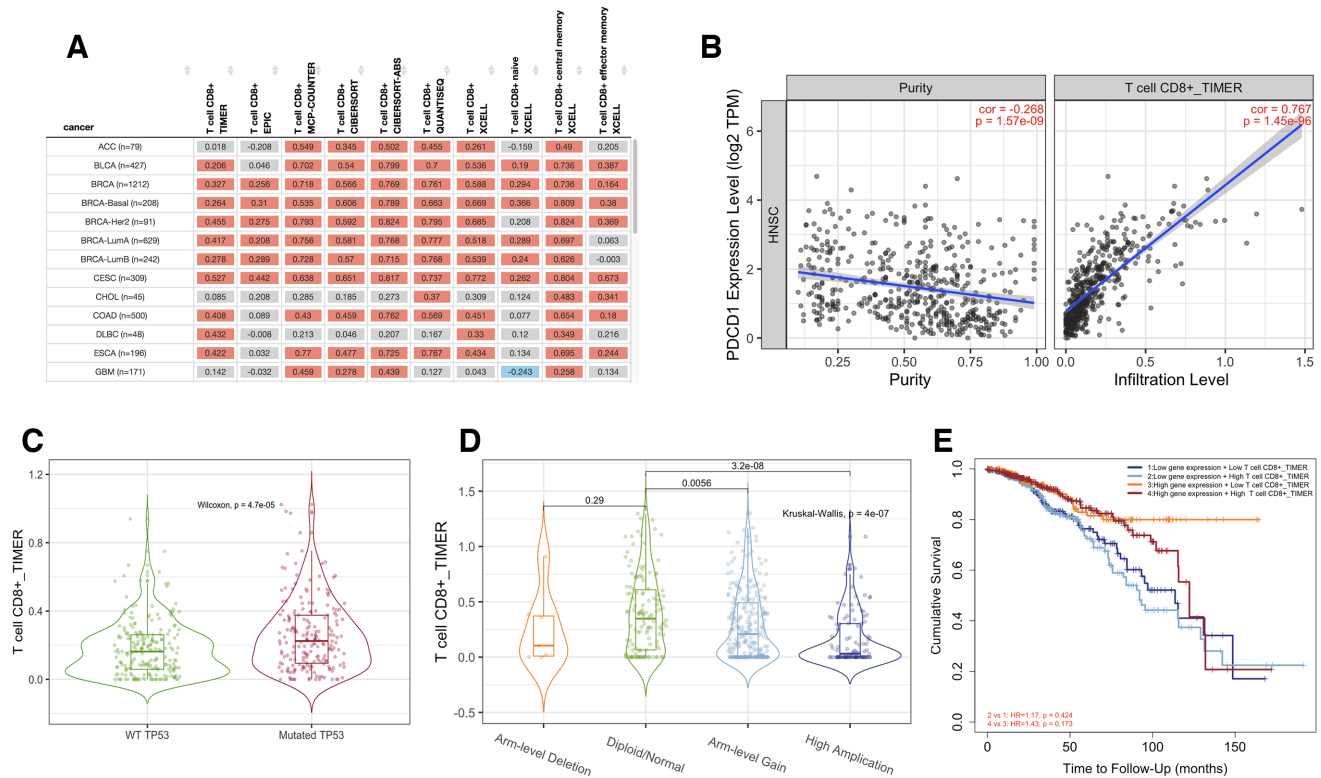 A
cancer
T cell CD8+ TIMER
T cell CD8+ EPIC
T cell CD8+ MCP-COUNTER
T cell CD8+ CIBERSORT
T cell CD8+ CIBERSORT-ABS
T cell CD8+ QUANTISEQ
T cell CD8+ XCELL
T cell CD8+ naive XCELL
T cell CD8+ central memory XCELL
T cell CD8+ effector memory XCELL
ACC (n=79) 0.018 -0.208 0.549 0.345 0.502 0.455 0.261 -0.159 0.49 0.205
BLCA (n=427) 0.206 0.046 0.702 0.54 0.799 0.7 0.536 0.19 0.736 0.387
BRCA (n=1212) 0.327 0.256 0.718 0.566 0.769 0.761 0.588 0.294 0.736 0.164
BRCA-Basal (n=208) 0.264 0.31 0.535 0.606 0.789 0.663 0.669 0.366 0.809 0.38
BRCA-Her2 (n=91) 0.455 0.275 0.793 0.592 0.824 0.795 0.685 0.208 0.824 0.369
BRCA-LumA (n=629) 0.417 0.208 0.756 0.581 0.768 0.777 0.518 0.289 0.697 0.063
BRCA-LumB (n=242) 0.278 0.289 0.728 0.57 0.715 0.768 0.539 0.24 0.626 -0.003
CESC (n=309) 0.527 0.442 0.638 0.651 0.817 0.737 0.772 0.262 0.804 0.673
CHOL (n=45) 0.085 0.208 0.285 0.185 0.273 0.37 0.309 0.124 0.483 0.341
COAD (n=500) 0.408 0.089 0.43 0.459 0.762 0.569 0.451 0.077 0.654 0.18
DLBC (n=48) 0.432 -0.008 0.213 0.046 0.207 0.167 0.33 0.12 0.349 0.216
ESCA (n=196) 0.422 0.032 0.77 0.477 0.725 0.767 0.434 0.134 0.695 0.244
GBM (n=171) 0.142 -0.032 0.459 0.278 0.439 0.127 0.043 -0.243 0.258 0.134
B
Purity
T cell CD8+_TIMER
cor = -0.268
p = 1.57e-09
cor = 0.767
p = 1.45e-96
PDCD1 Expression Level (log2 TPM)
HNSC
6
4
2
0
0.25 0.50 0.75 1.00
0.0 0.5 1.0 1.5
Purity
Infiltration Level
C
T cell CD8+_TIMER
1.2
0.8
0.4
0.0
Wilcoxon, p = 4.7e-05
WT TP53
Mutated TP53
D
T cell CD8+_TIMER
1.5
1.0
0.5
0.0
-0.5
3.2e-08
0.0056
0.29
Kruskal-Wallis, p = 4e-07
Arm-level Deletion
Diploid/Normal
Arm-level Gain
High Amplication
E
Cumulative Survival
1.0
0.8
0.6
0.4
0.2
0.0
1:Low gene expression + Low T cell CD8+_TIMER
2:Low gene expression + High T cell CD8+_TIMER
3:High gene expression + Low T cell CD8+_TIMER
4:High gene expression + High T cell CD8+_TIMER
2 vs 1: HR=1.17, p = 0.424
4 vs 3: HR=1.43, p = 0.173
0 50 100 150
Time to Follow-Up (months)